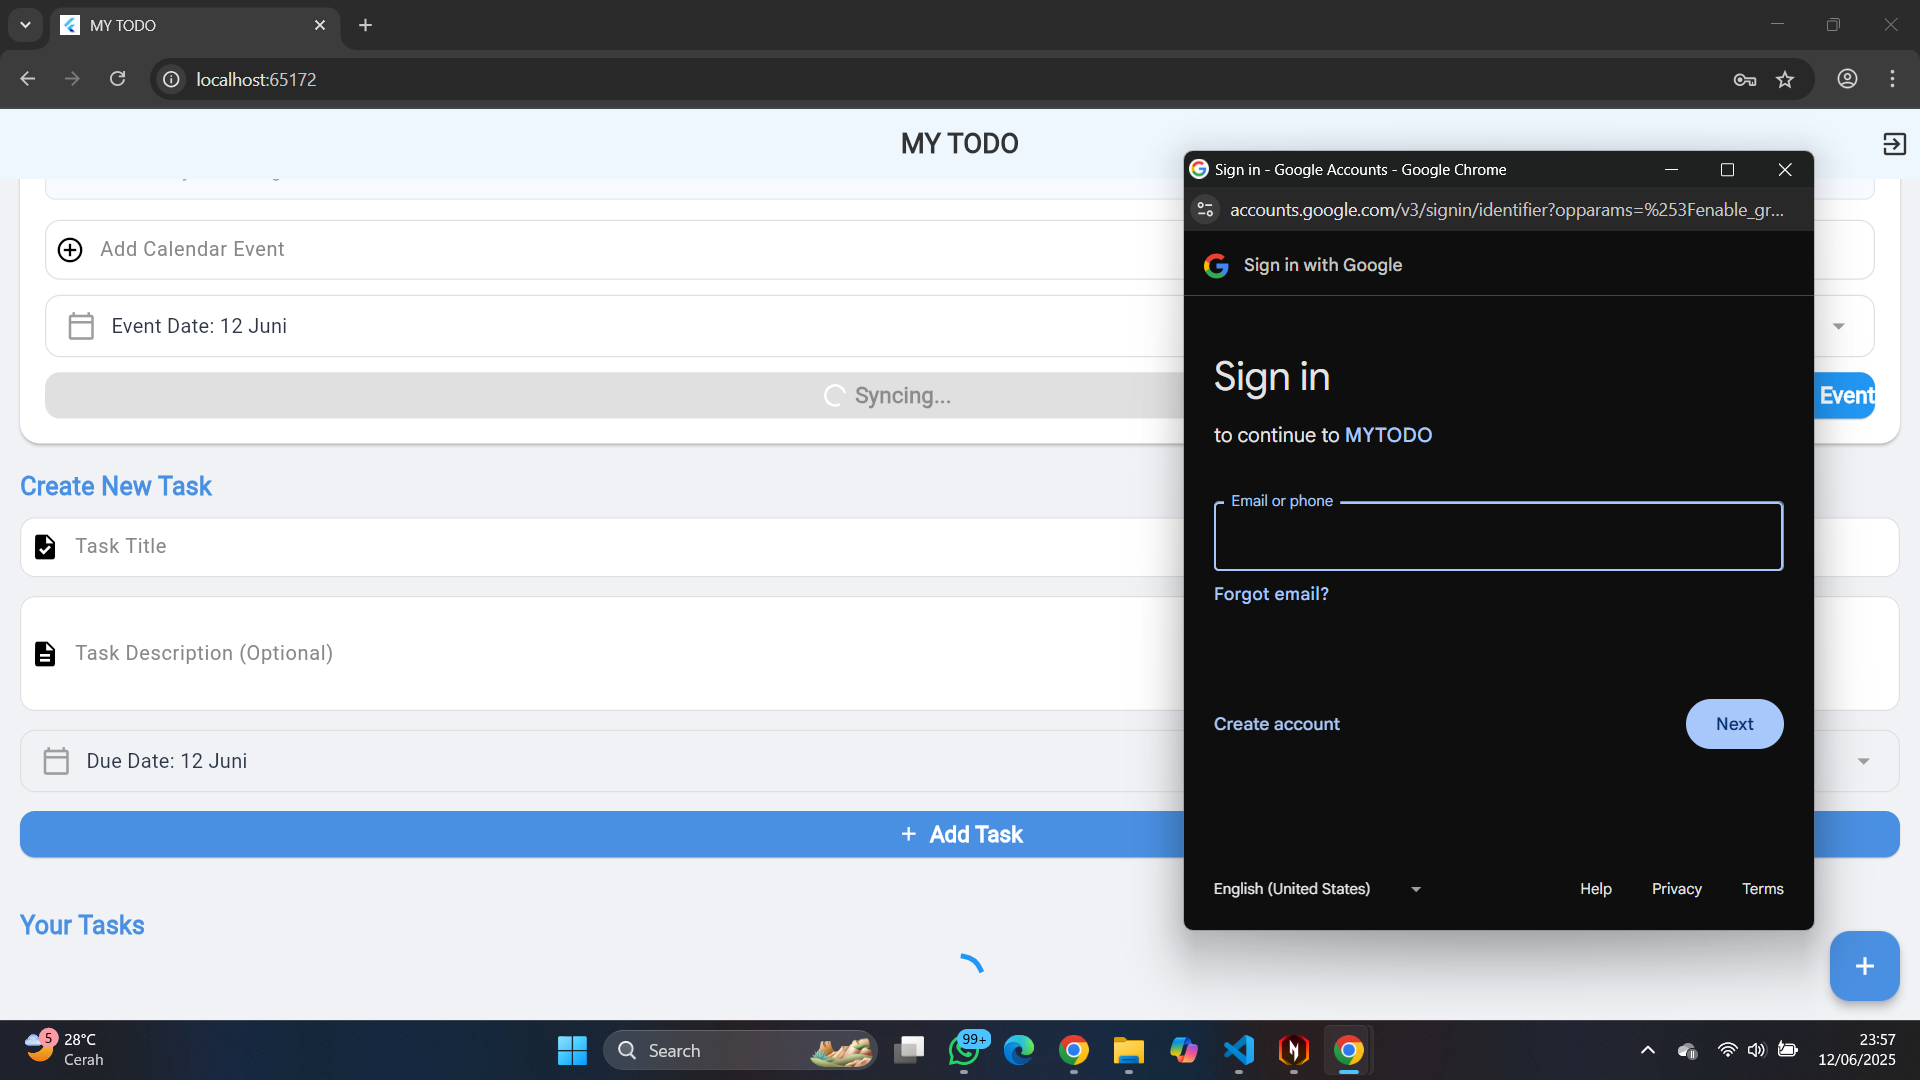 MY TODO
localhost:65172
MY TODO
Add Calendar Event
Event Date: 12 Juni
Syncing...
Event
Create New Task
Task Title
Task Description (Optional)
Due Date: 12 Juni
+ Add Task
Your Tasks
Sign in - Google Accounts - Google Chrome
accounts.google.com/v3/signin/identifier?opparams=%253Fenable_gr...
Sign in with Google
Sign in
to continue to MYTODO
Email or phone
Forgot email?
Create account
Next
English (United States)
Help
Privacy
Terms
5
28°C
Cerah
Search
99+
23:57
12/06/2025